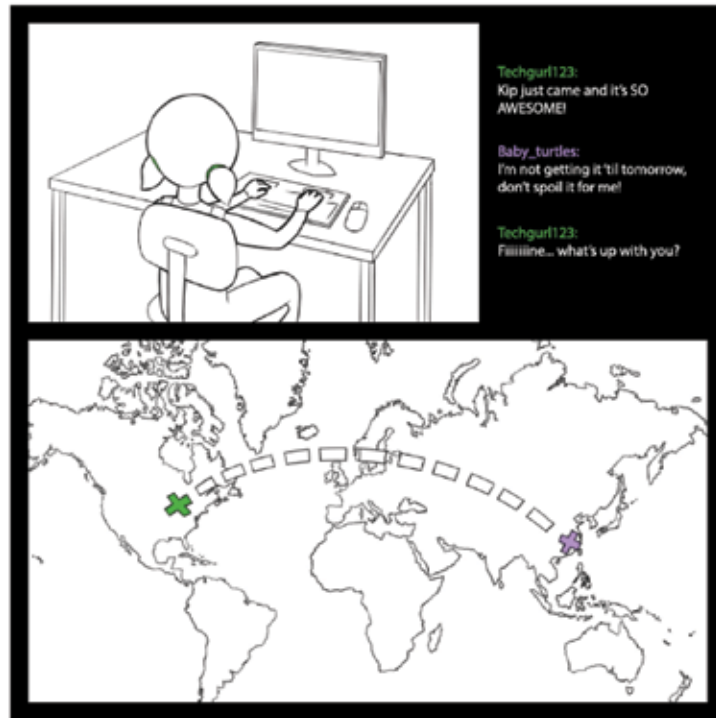 Techgurl123:
Kip just came and it's SO
AWESOME!
Baby_turtles:
I'm not getting it 'til tomorrow,
don't spoil it for me!
Techgurl123:
Fiiiiiiine... what's up with you?